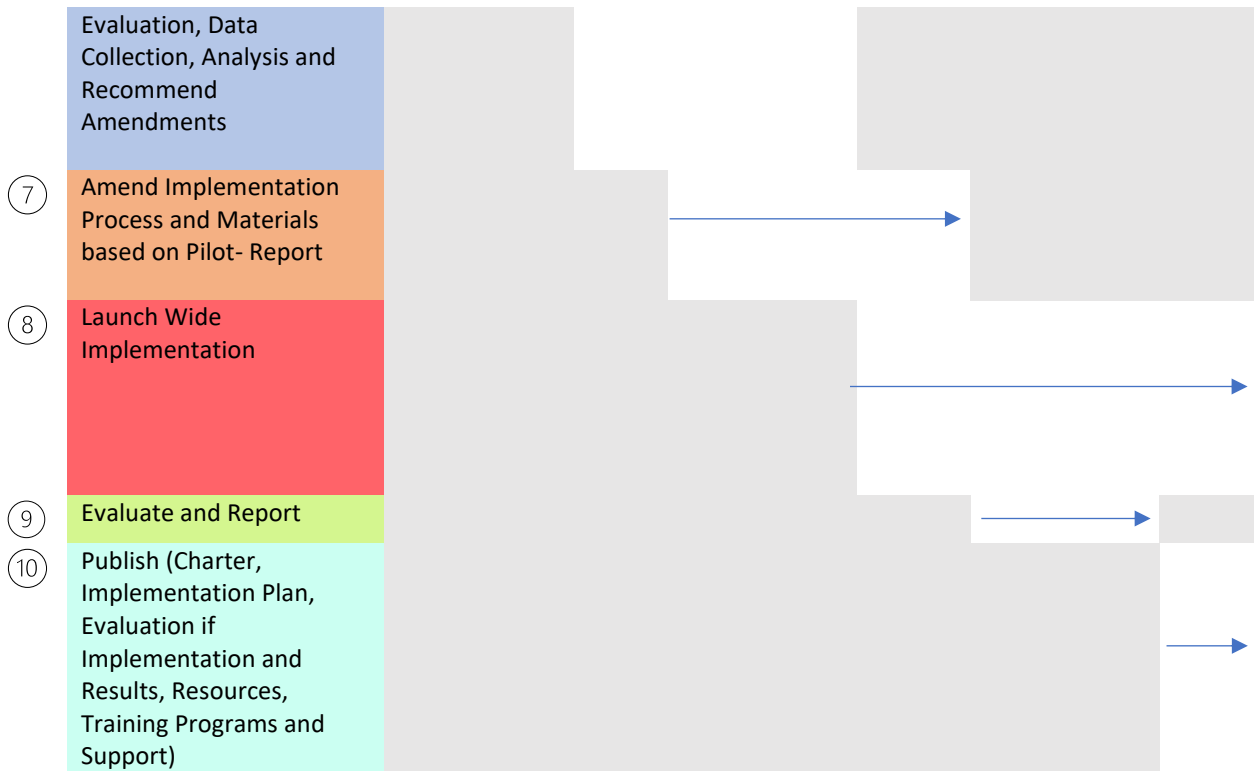 Evaluation, Data
Collection, Analysis and
Recommend
Amendments
7
Amend Implementation
Process and Materials
based on Pilot- Report
8
Launch Wide
Implementation
9
Evaluate and Report
10
Publish (Charter,
Implementation Plan,
Evaluation if
Implementation and
Results, Resources,
Training Programs and
Support)